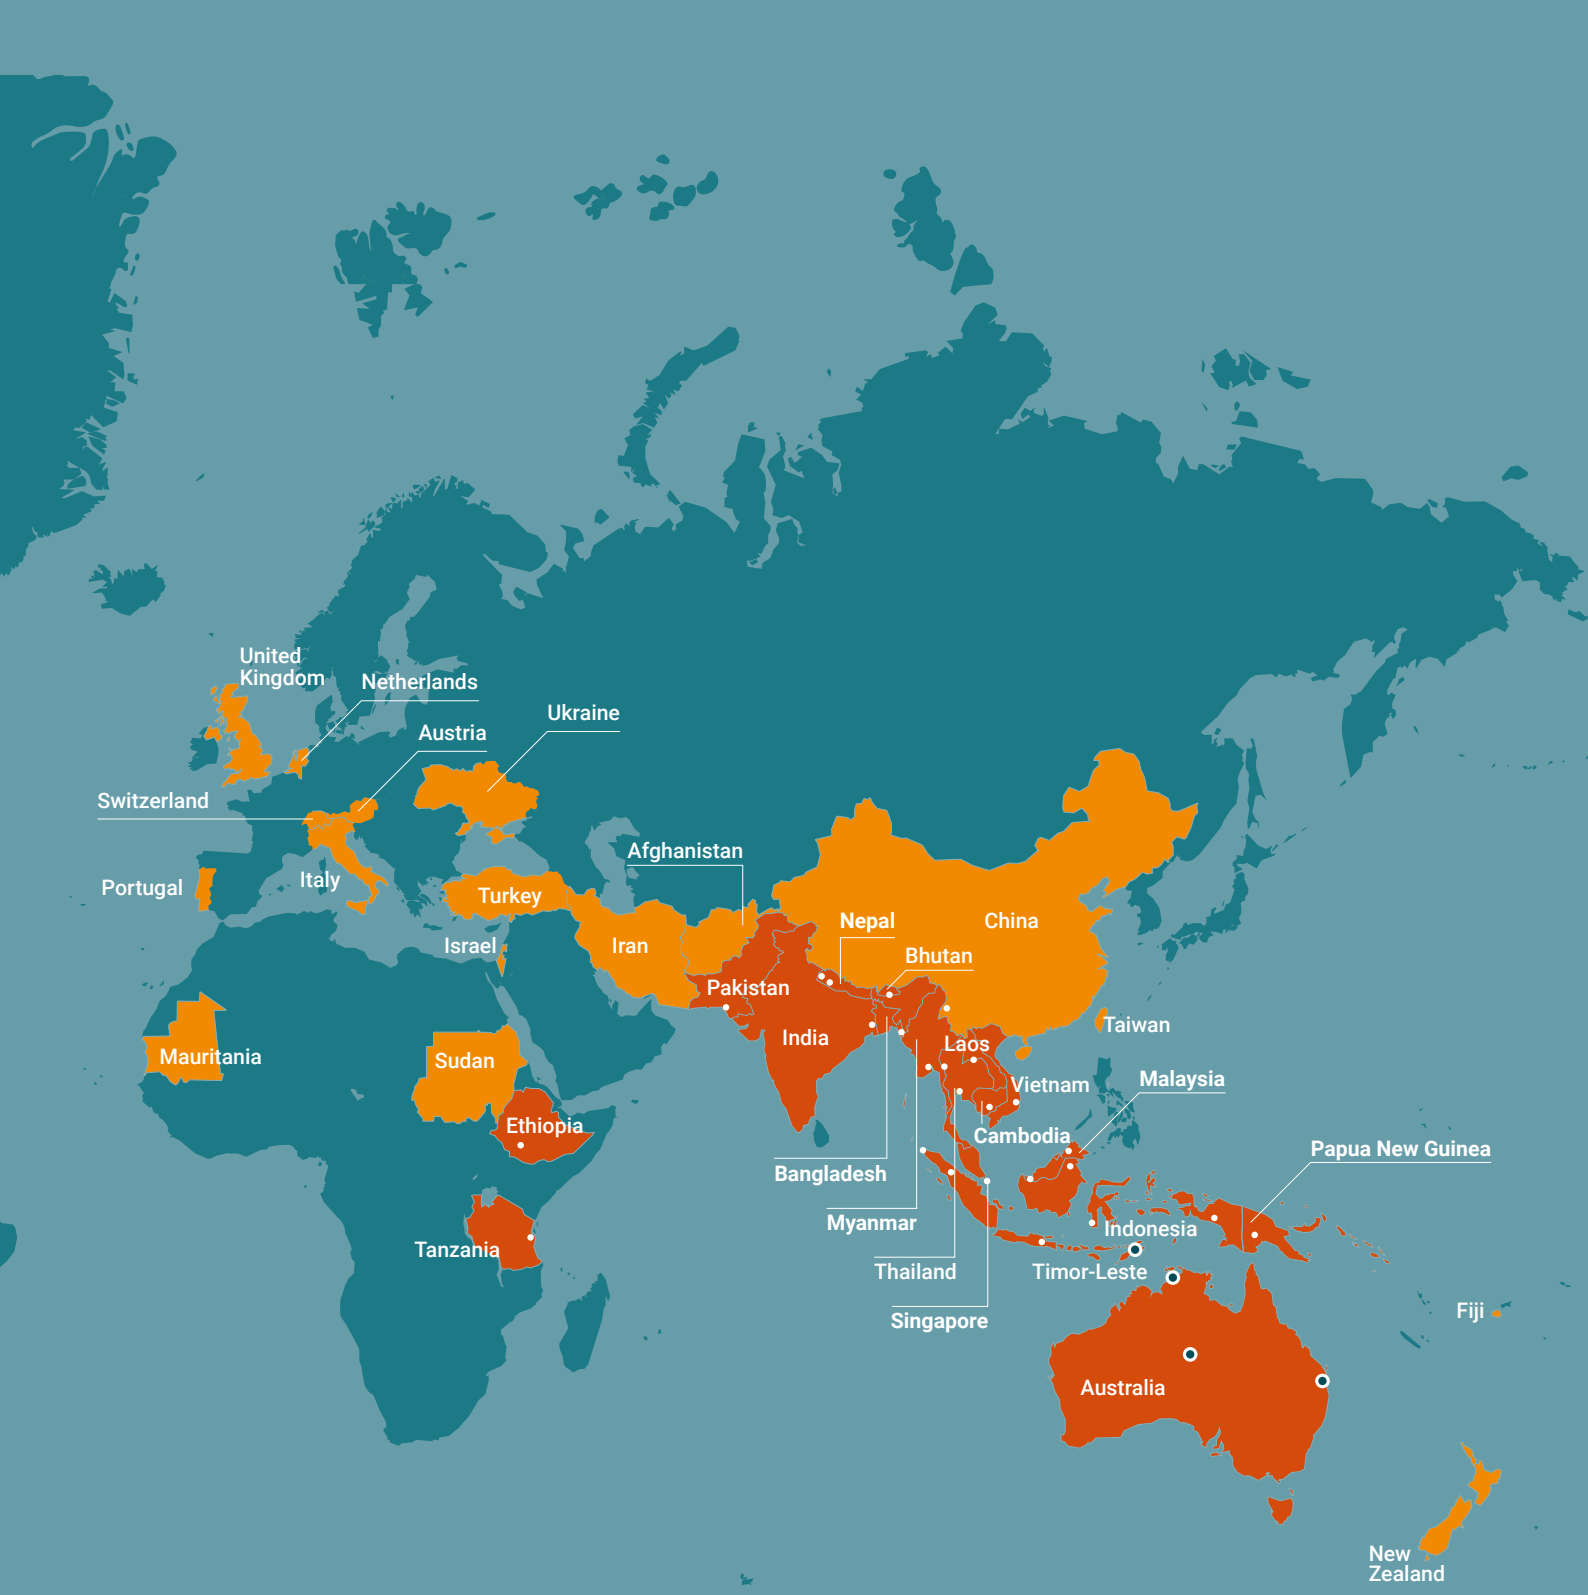 United
Kingdom
Netherlands
Ukraine
Austria
Switzerland
Afghanistan
Portugal
Italy
Turkey
Nepal
China
Israel
Iran
Bhutan
Pakistan
Taiwan
India
Laos
Mauritania
Sudan
Vietnam
Malaysia
Ethiopia
Cambodia
Papua New Guinea
Bangladesh
Myanmar
Indonesia
Tanzania
Thailand
Timor-Leste
Fiji
Singapore
Australia
New
Zealand